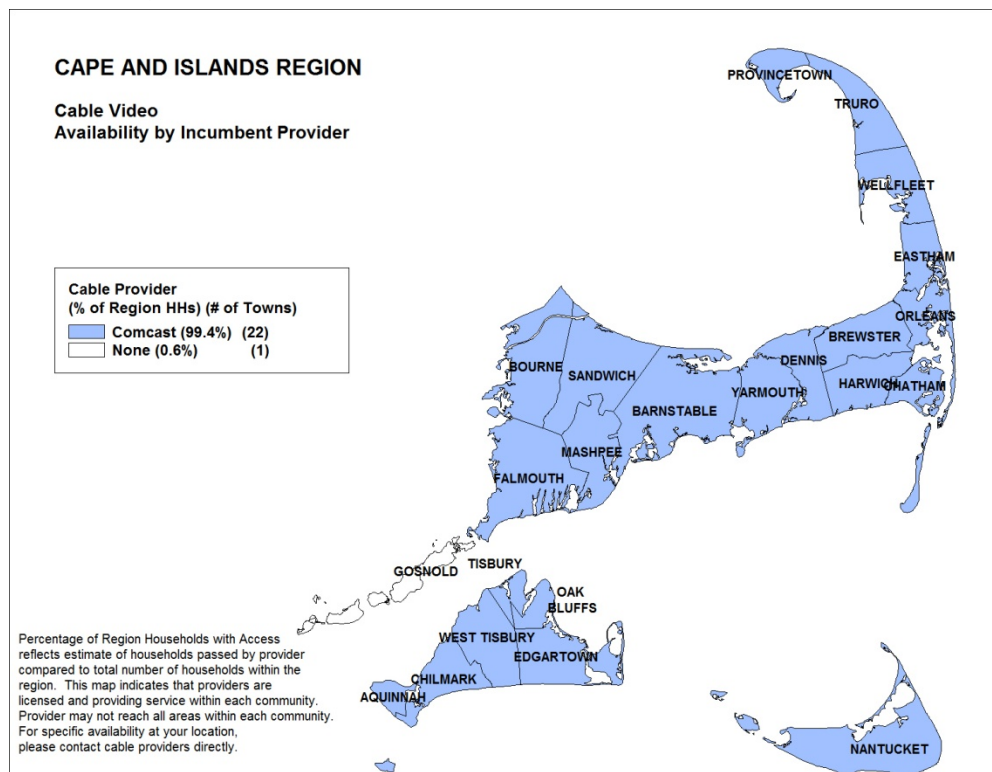 CAPE AND ISLANDS REGION
Cable Video
Availability by Incumbent Provider
Cable Provider
(% of Region HHs) (# of Towns)
Comcast (99.4%) (22)
None (0.6%) (1)
PROVINCETOWN
TRURO
WELLFLEET
EASTHAM
ORLEANS
BREWSTER
DENNIS
HARWICH
CHATHAM
YARMOUTH
BARNSTABLE
SANDWICH
BOURNE
MASHPEE
FALMOUTH
GOSNOLD
TISBURY
OAK
BLUFFS
WEST TISBURY
EDGARTOWN
CHILMARK
AQUINNAH
NANTUCKET
Percentage of Region Households with Access
reflects estimate of households passed by provider
compared to total number of households within the
region. This map indicates that providers are
licensed and providing service within each community.
Provider may not reach all areas within each community.
For specific availability at your location,
please contact cable providers directly.